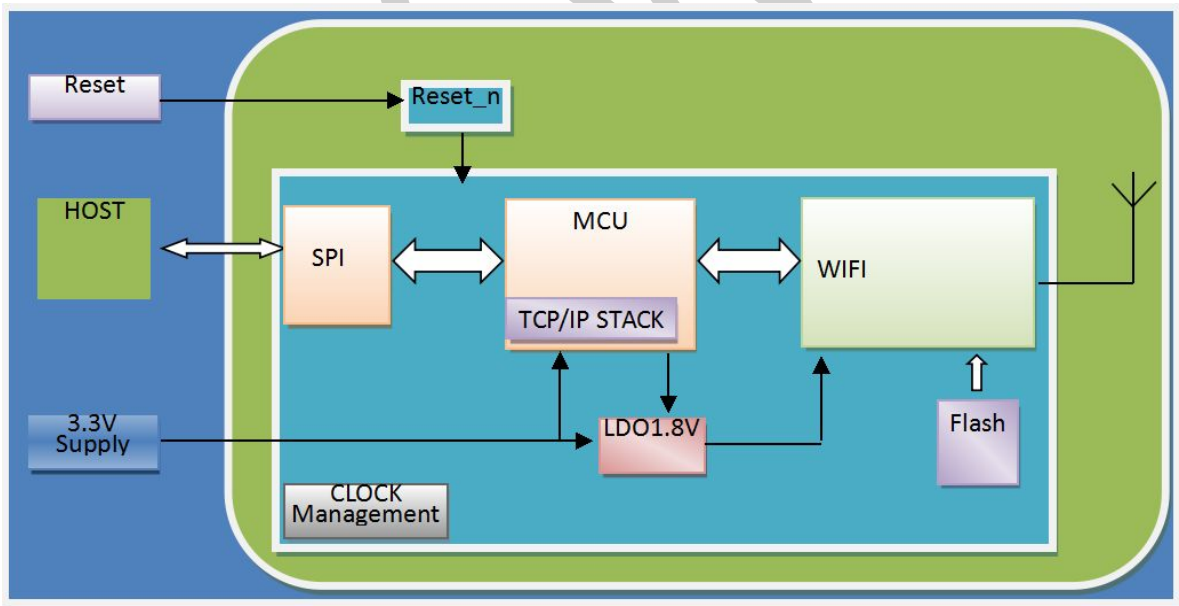 Reset
Reset_n
HOST
SPI
MCU
TCP/IP STACK
WIFI
3.3V
Supply
LDO1.8V
Flash
CLOCK
Management